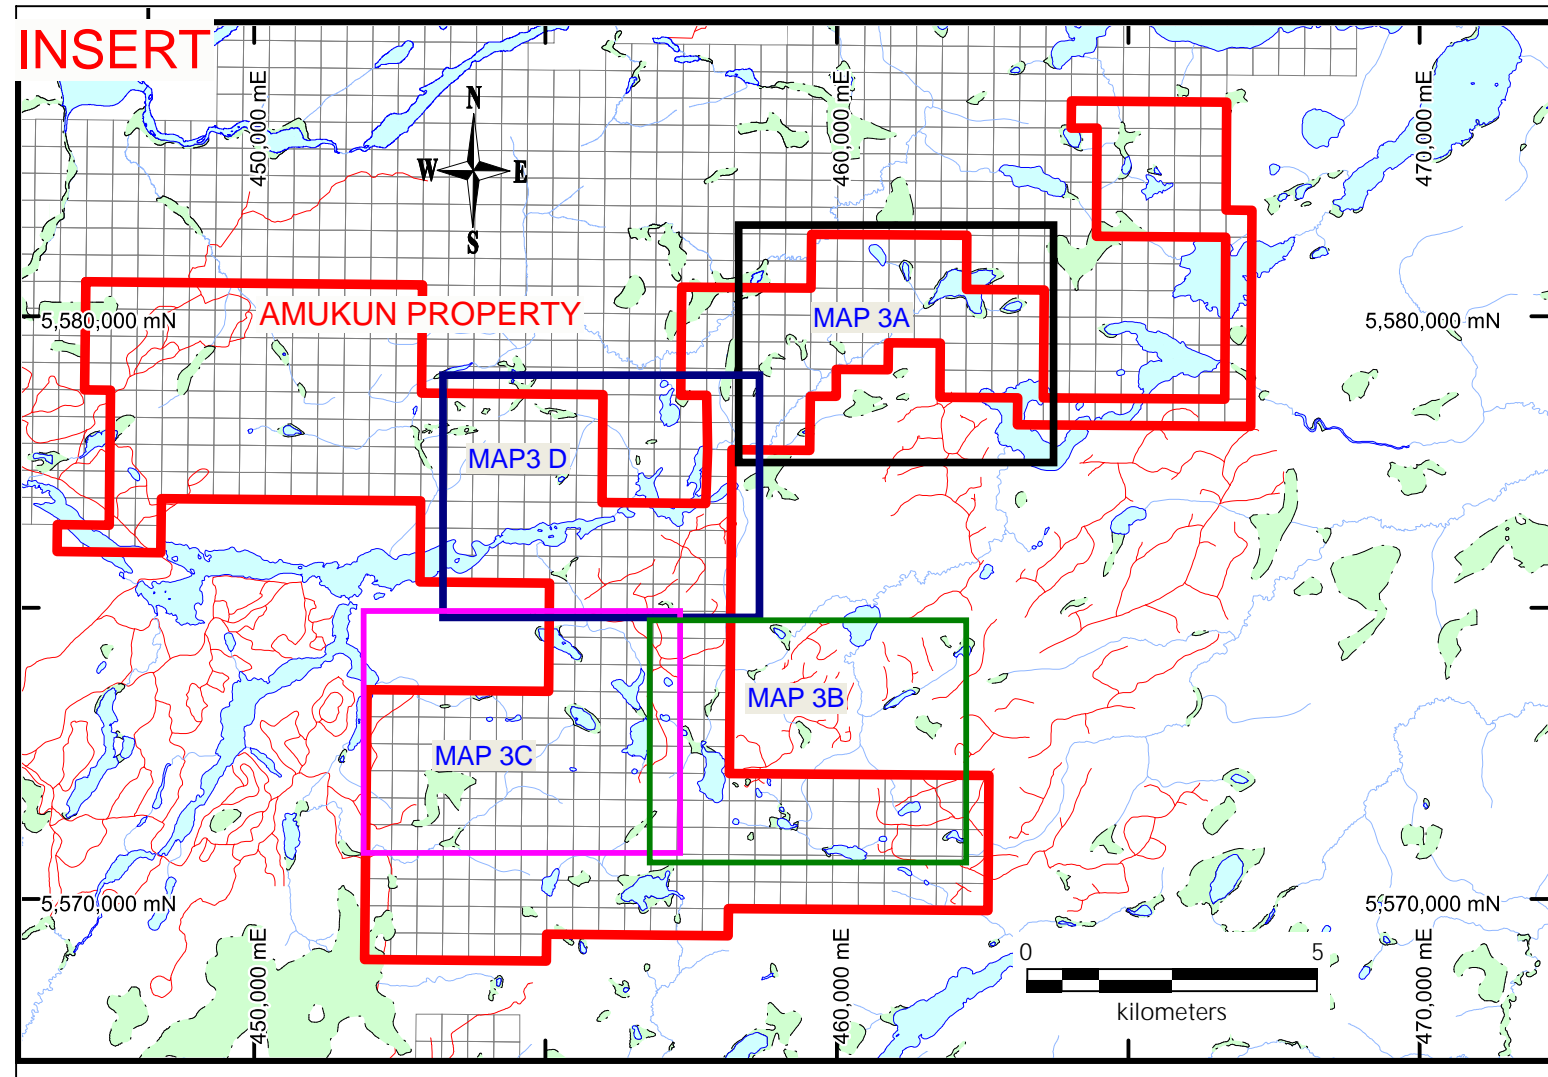 INSERT
450,000 mE
460,000 mE
470,000 mE
N
W
E
S
AMUKUN PROPERTY
5,580,000 mN
MAP 3A
5,580,000 mN
MAP3 D
MAP 3B
MAP 3C
5,570,000 mN
5,570,000 mN
450,000 mE
460,000 mE
470,000 mE
0
5
kilometers